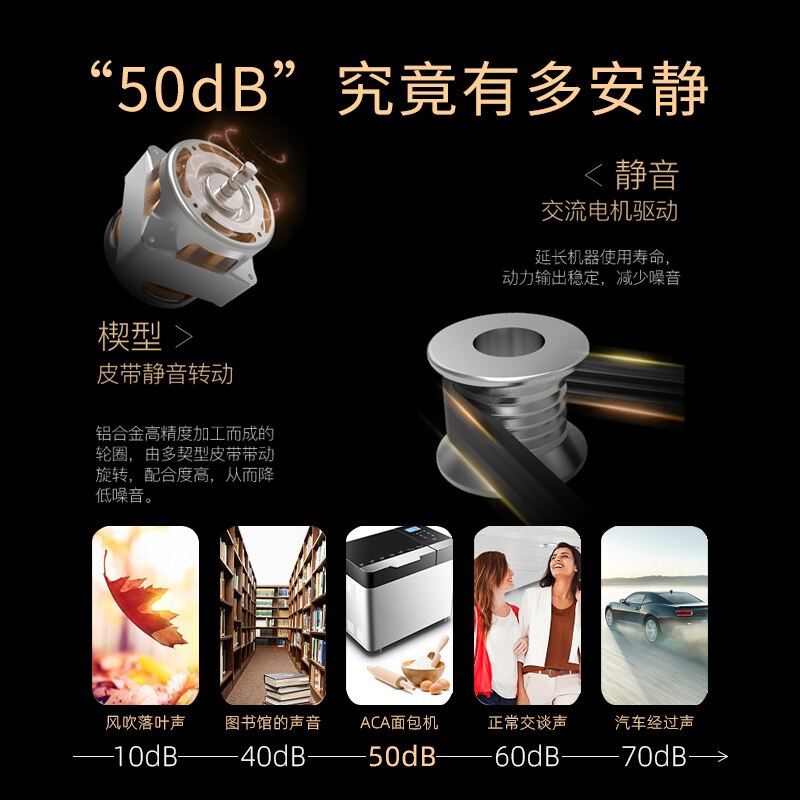 “50dB”究竟有多安静
< 静音
交流电机驱动
延长机器使用寿命，
动力输出稳定，减少噪音
楔型 >
皮带静音转动
铝合金高精度加工而成的
轮圈，由多契型皮带带动
旋转，配合度高，从而降
低噪音。
风吹落叶声
图书馆的声音
ACA面包机
正常交谈声
汽车经过声
10dB
40dB
50dB
60dB
70dB